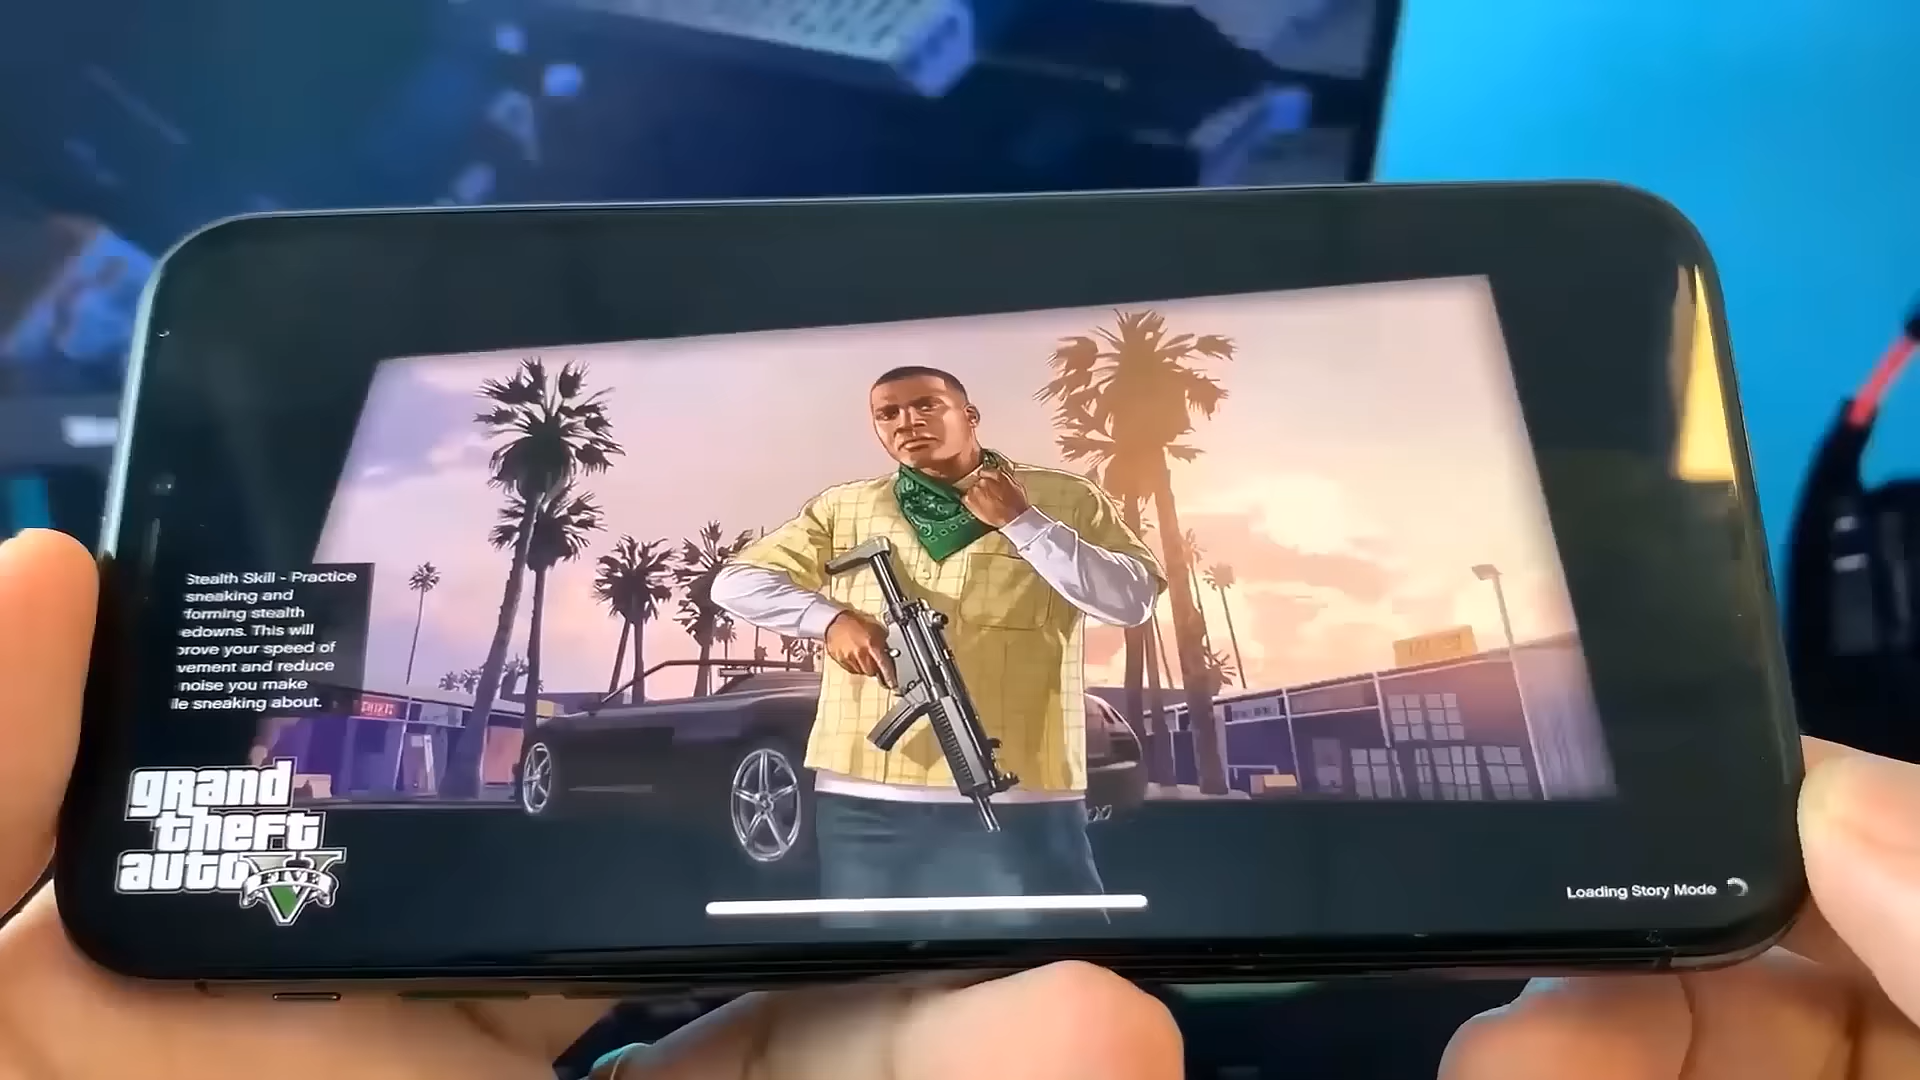 Stealth Skill - Practice
sneaking and
forming stealth
edowns. This will
prove your speed of
vement and reduce
noise you make
le sneaking about.
grand
theft
auto V
FIVE
Loading Story Mode